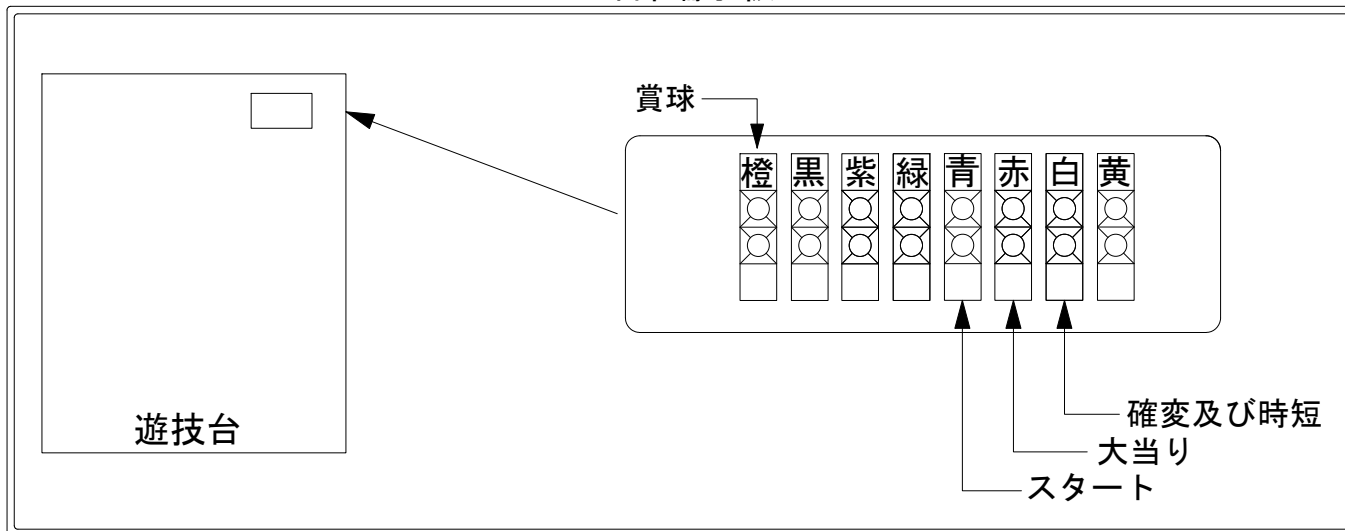 賞球
橙 黒 紫 緑 青 赤 白 黄
遊技台
確変及び時短
大当り
スタート